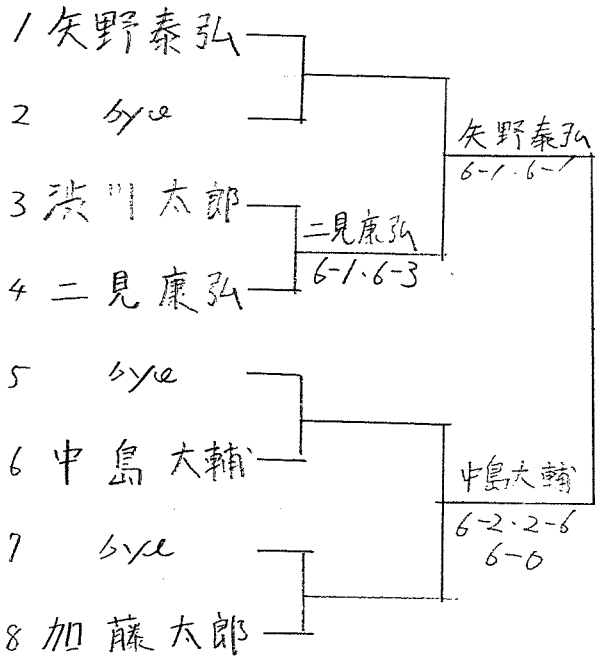 1 矢野泰弘
2 bye
矢野泰弘
6-1・6-1
3 渋川太郎
二見康弘
6-1・6-3
4 二見康弘
5 bye
6 中島大輔
中島大輔
6-2・2-6
6-0
7 bye
8 加藤太郎